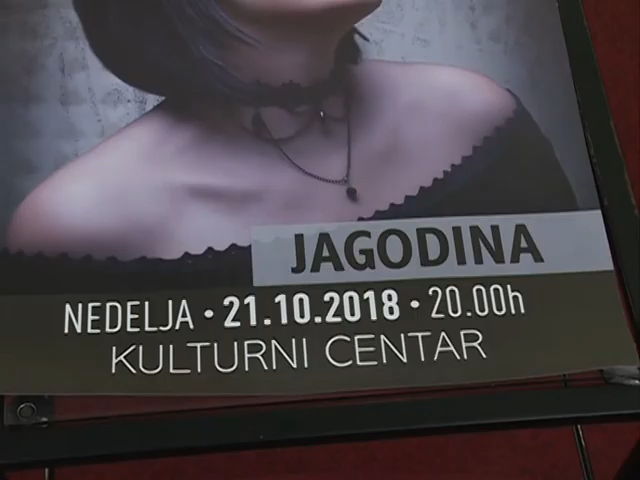 JAGODINA
NEDELJA • 21.10.2018 • 20.00h
KULTURNI CENTAR